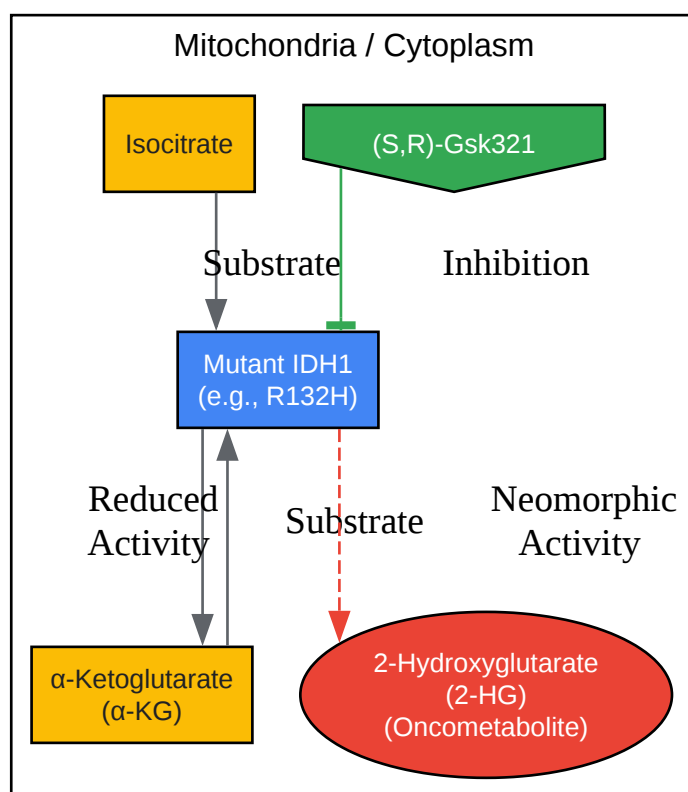 Mitochondria / Cytoplasm
Isocitrate
(S,R)-Gsk321
Substrate
Inhibition
Mutant IDH1
(e.g., R132H)
Reduced
Activity
Substrate
Neomorphic
Activity
α-Ketoglutarate
(α-KG)
2-Hydroxyglutarate
(2-HG)
(Oncometabolite)